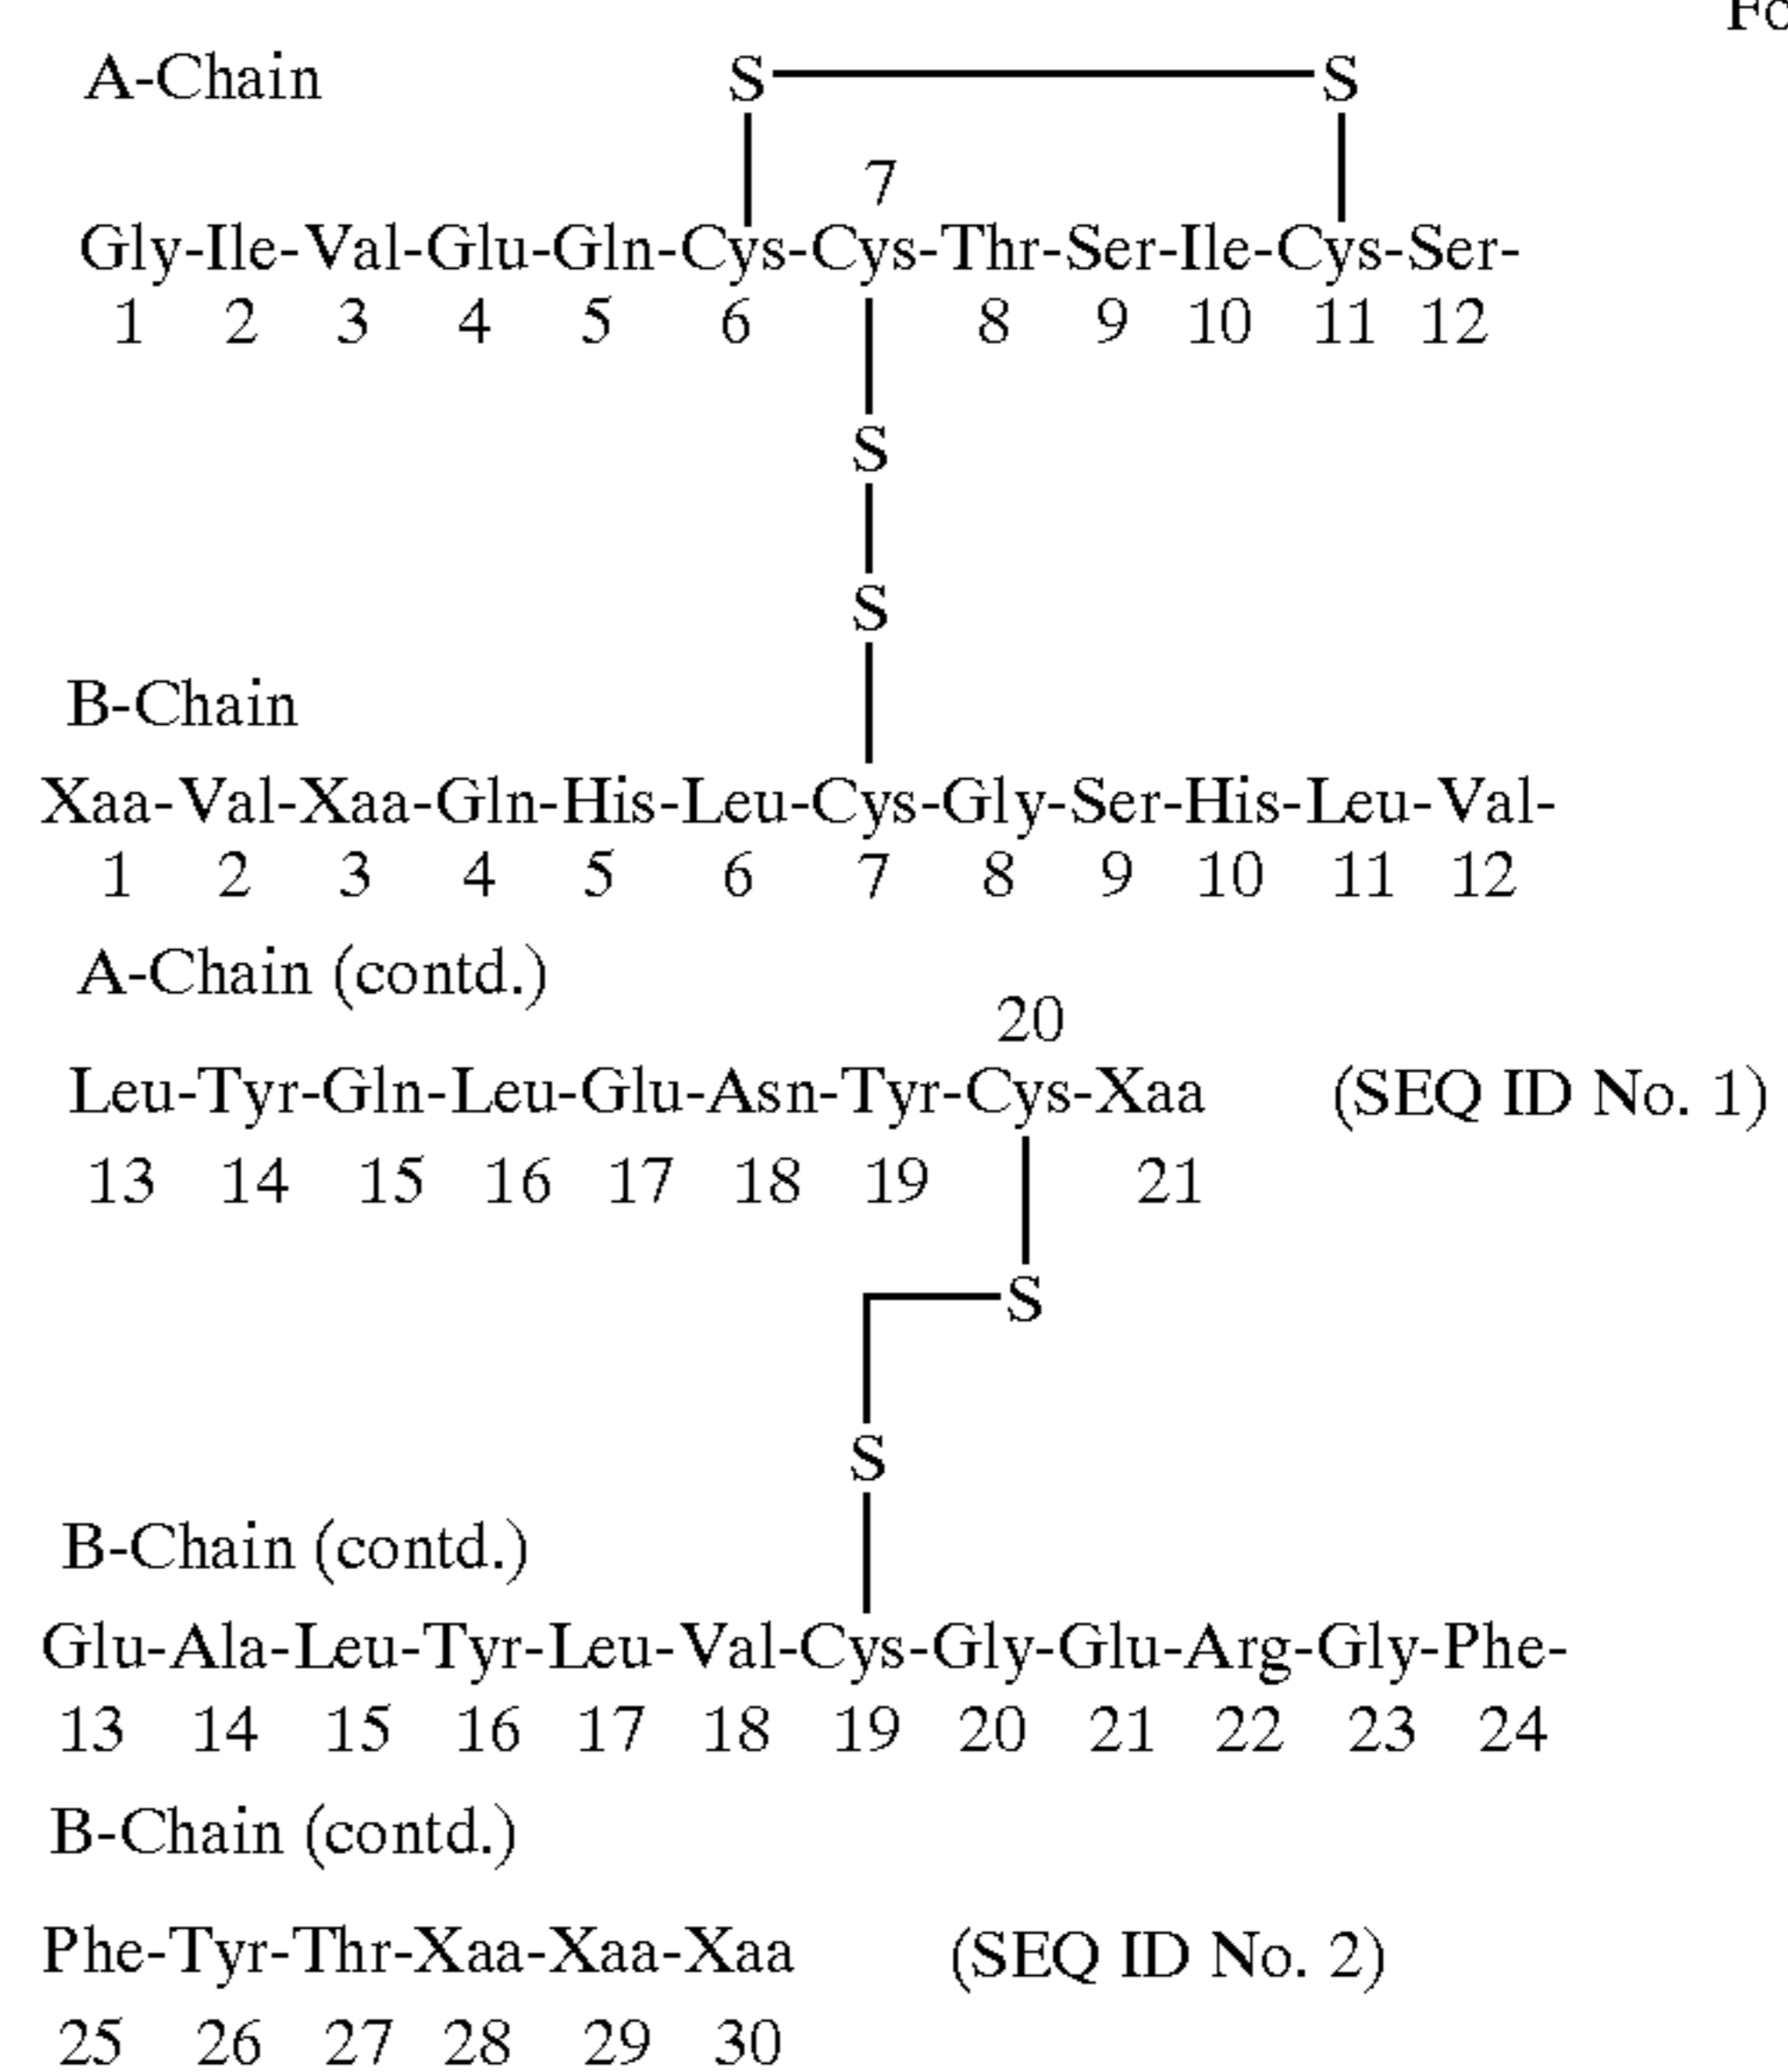 Fo
A-Chain
S S
7
Gly-Ile-Val-Glu-Gln-Cys-Cys-Thr-Ser-Ile-Cys-Ser-
1 2 3 4 5 6 8 9 10 11 12
S
S
B-Chain
Xaa-Val-Xaa-Gln-His-Leu-Cys-Gly-Ser-His-Leu-Val-
1 2 3 4 5 6 7 8 9 10 11 12
A-Chain (contd.)
20
Leu-Tyr-Gln-Leu-Glu-Asn-Tyr-Cys-Xaa (SEQ ID No. 1)
13 14 15 16 17 18 19 21
S
S
B-Chain (contd.)
Glu-Ala-Leu-Tyr-Leu-Val-Cys-Gly-Glu-Arg-Gly-Phe-
13 14 15 16 17 18 19 20 21 22 23 24
B-Chain (contd.)
Phe-Tyr-Thr-Xaa-Xaa-Xaa (SEQ ID No. 2)
25 26 27 28 29 30